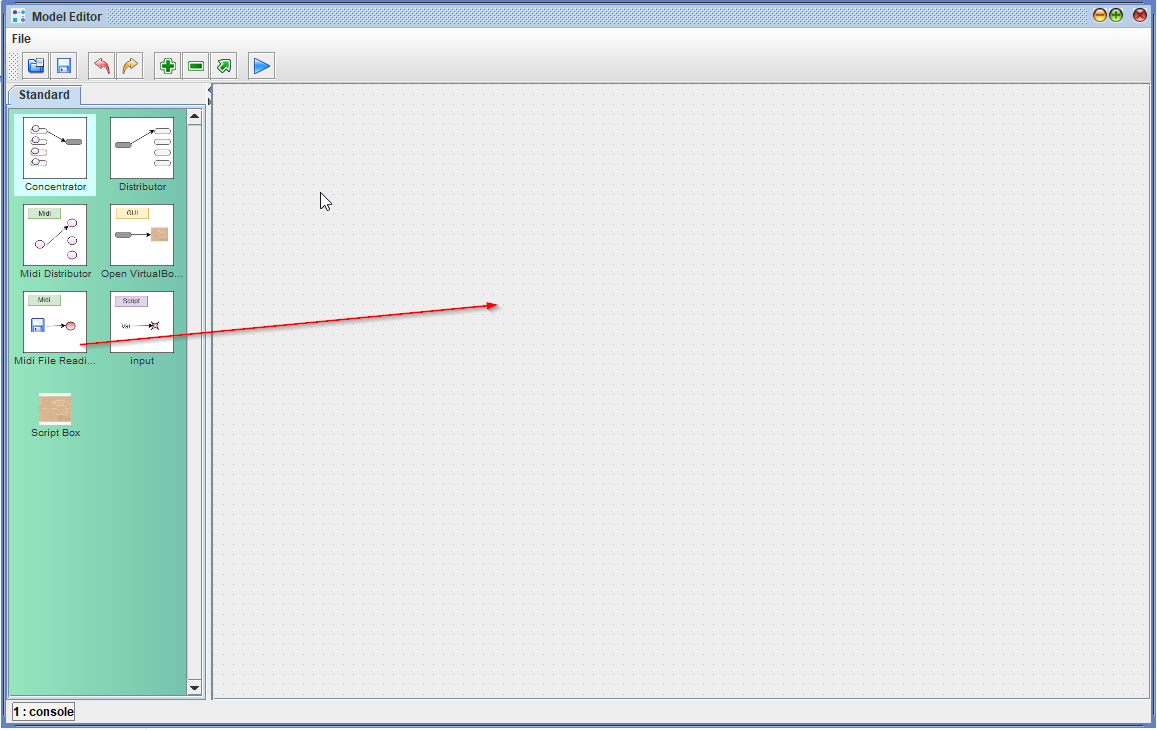 Model Editor
File
Standard
Concentrator
Distributor
Midi
GUI
Midi Distributor
Open VirtualBo...
Midi
Script
Var
Midi File Readi...
input
Script Box
1 : console